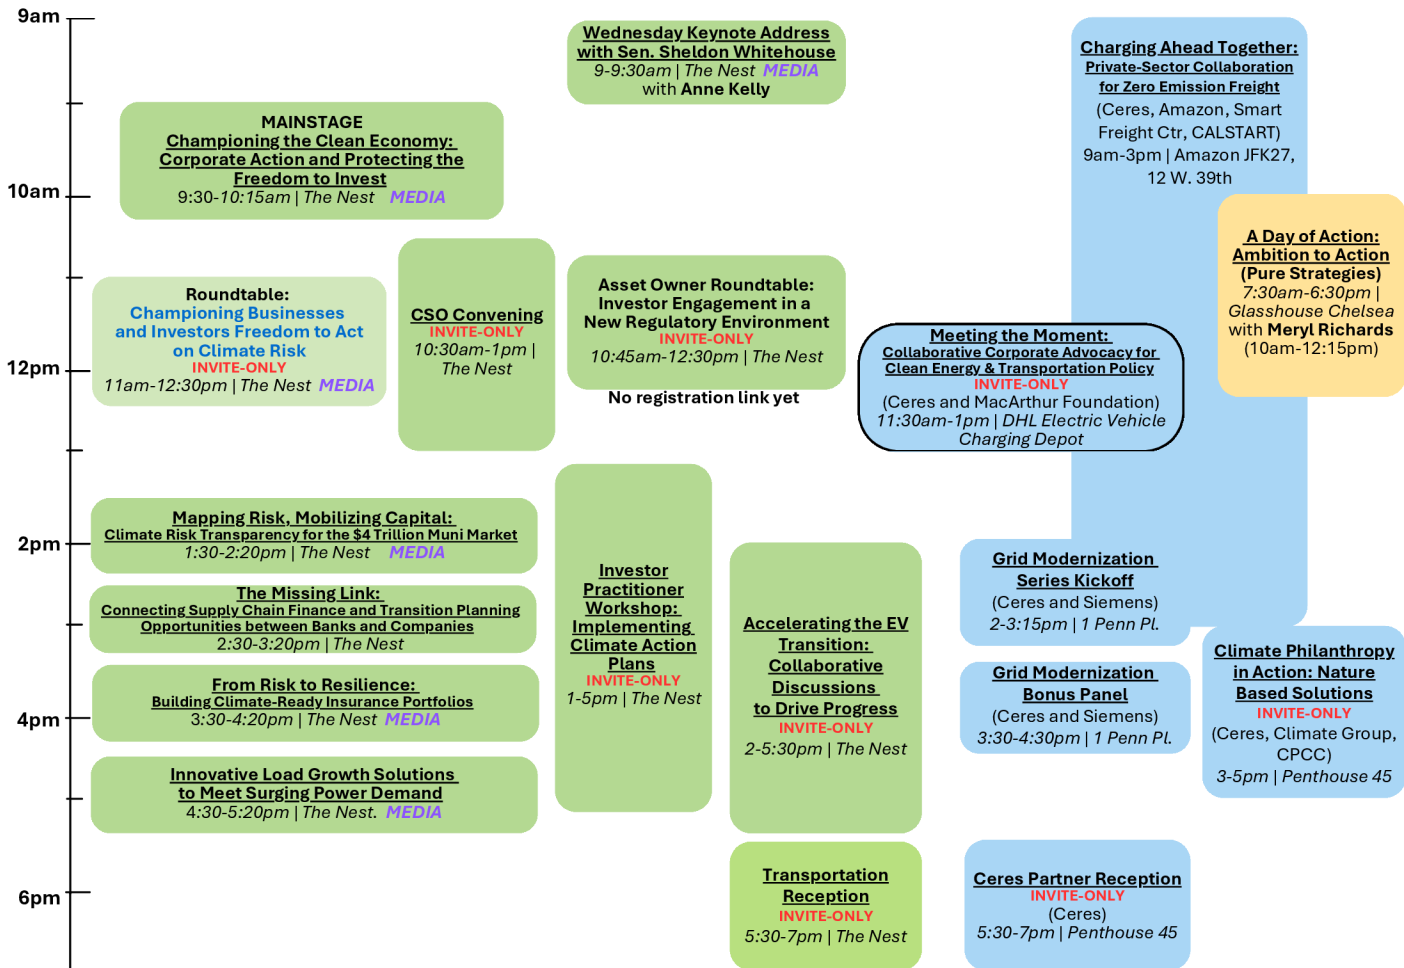 9am
10am
12pm
2pm
4pm
6pm
Wednesday Keynote Address
with Sen. Sheldon Whitehouse
9-9:30am | The Nest MEDIA
with Anne Kelly
MAINSTAGE
Championing the Clean Economy:
Corporate Action and Protecting the
Freedom to Invest
9:30-10:15am | The Nest MEDIA
Charging Ahead Together:
Private-Sector Collaboration
for Zero Emission Freight
(Ceres, Amazon, Smart
Freight Ctr, CALSTART)
9am-3pm | Amazon JFK27,
12 W. 39th
A Day of Action:
Ambition to Action
(Pure Strategies)
7:30am-6:30pm |
Glasshouse Chelsea
with Meryl Richards
(10am-12:15pm)
Roundtable:
Championing Businesses
and Investors Freedom to Act
on Climate Risk
INVITE-ONLY
11am-12:30pm | The Nest MEDIA
CSO Convening
INVITE-ONLY
10:30am-1pm |
The Nest
Asset Owner Roundtable:
Investor Engagement in a
New Regulatory Environment
INVITE-ONLY
10:45am-12:30pm | The Nest
No registration link yet
Meeting the Moment:
Collaborative Corporate Advocacy for
Clean Energy & Transportation Policy
INVITE-ONLY
(Ceres and MacArthur Foundation)
11:30am-1pm | DHL Electric Vehicle
Charging Depot
Mapping Risk, Mobilizing Capital:
Climate Risk Transparency for the $4 Trillion Muni Market
1:30-2:20pm | The Nest MEDIA
The Missing Link:
Connecting Supply Chain Finance and Transition Planning
Opportunities between Banks and Companies
2:30-3:20pm | The Nest
From Risk to Resilience:
Building Climate-Ready Insurance Portfolios
3:30-4:20pm | The Nest MEDIA
Innovative Load Growth Solutions
to Meet Surging Power Demand
4:30-5:20pm | The Nest. MEDIA
Investor
Practitioner
Workshop:
Implementing
Climate Action
Plans
INVITE-ONLY
1-5pm | The Nest
Accelerating the EV
Transition:
Collaborative
Discussions
to Drive Progress
INVITE-ONLY
2-5:30pm | The Nest
Grid Modernization
Series Kickoff
(Ceres and Siemens)
2-3:15pm | 1 Penn Pl.
Grid Modernization
Bonus Panel
(Ceres and Siemens)
3:30-4:30pm | 1 Penn Pl.
Climate Philanthropy
in Action: Nature
Based Solutions
INVITE-ONLY
(Ceres, Climate Group,
CPCC)
3-5pm | Penthouse 45
Transportation
Reception
INVITE-ONLY
5:30-7pm | The Nest
Ceres Partner Reception
INVITE-ONLY
(Ceres)
5:30-7pm | Penthouse 45